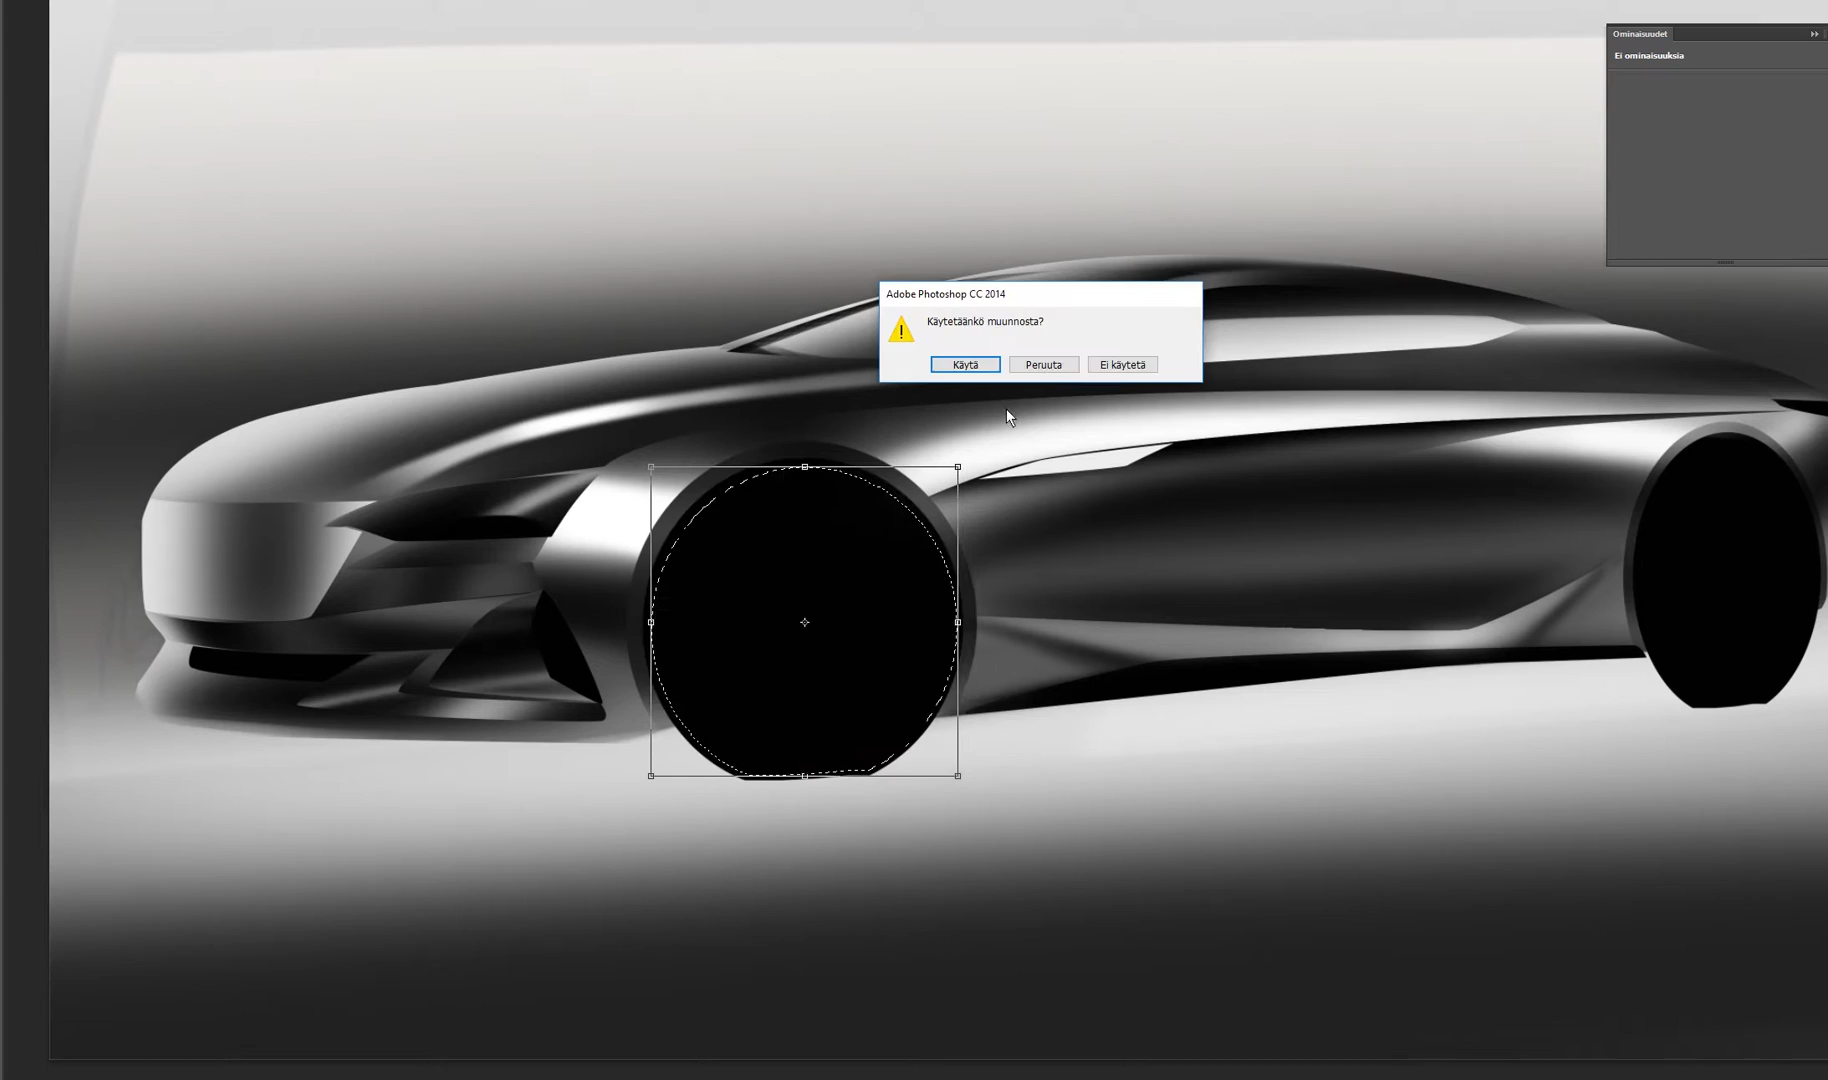 Ominaisuudet
Ei ominaisuuksia
Adobe Photoshop CC 2014
Käytetäänkö muunnosta?
Käytä
Peruuta
Ei käytetä